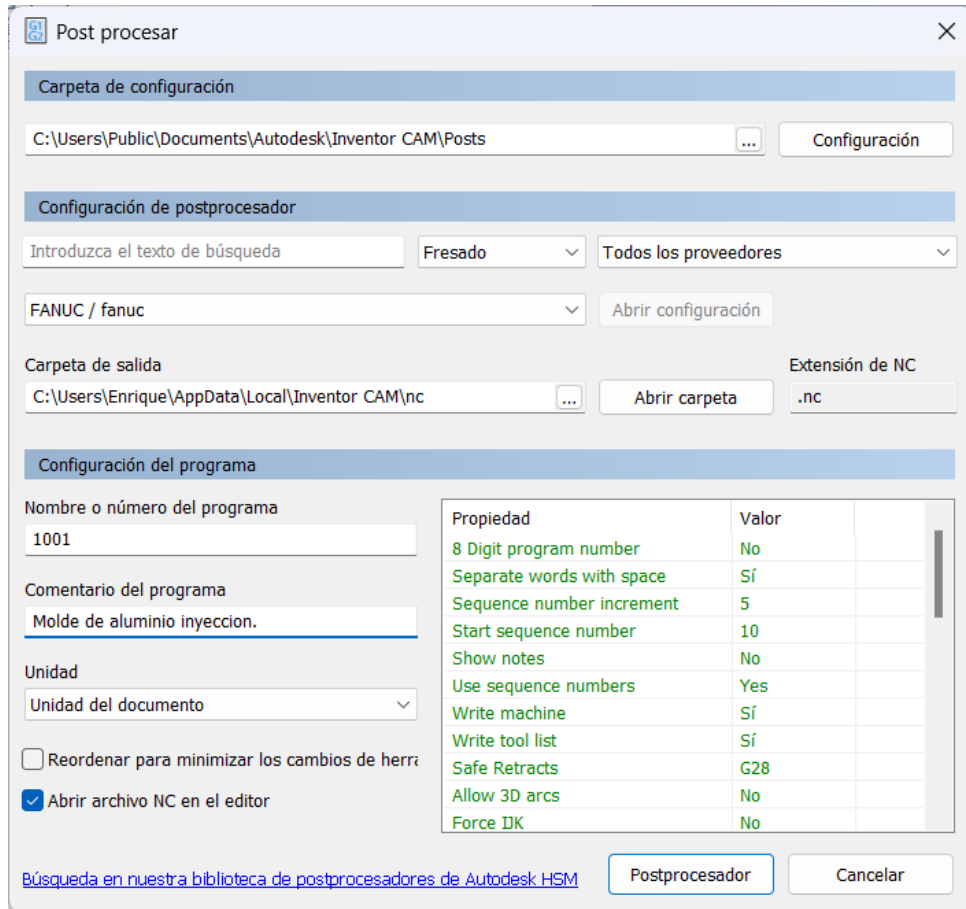 G1
G2
Post procesar
Carpeta de configuración
C:\Users\Public\Documents\Autodesk\Inventor CAM\Posts
...
Configuración
Configuración de postprocesador
Introduzca el texto de búsqueda
Fresado
Todos los proveedores
FANUC / fanuc
Abrir configuración
Carpeta de salida
Extensión de NC
C:\Users\Enrique\AppData\Local\Inventor CAM\nc
...
Abrir carpeta
.nc
Configuración del programa
Nombre o número del programa
1001
Comentario del programa
Molde de aluminio inyeccion.
Unidad
Unidad del documento
Reordenar para minimizar los cambios de herra
Abrir archivo NC en el editor
Propiedad Valor
8 Digit program number No
Separate words with space Sí
Sequence number increment 5
Start sequence number 10
Show notes No
Use sequence numbers Yes
Write machine Sí
Write tool list Sí
Safe Retracts G28
Allow 3D arcs No
Force IJK No
Búsqueda en nuestra biblioteca de postprocesadores de Autodesk HSM
Postprocesador
Cancelar